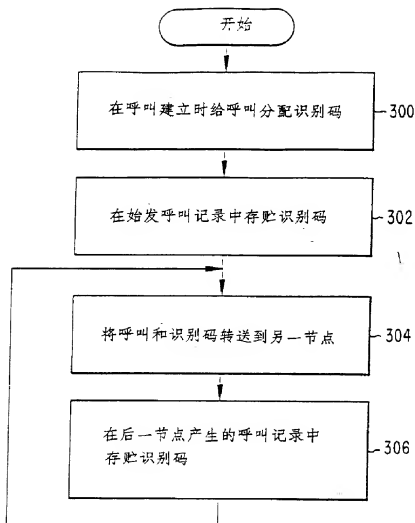 开始
在呼叫建立时给呼叫分配识别码
300
在始发呼叫记录中存贮识别码
302
将呼叫和识别码转送到另一节点
304
在后一节点产生的呼叫记录中
存贮识别码
306